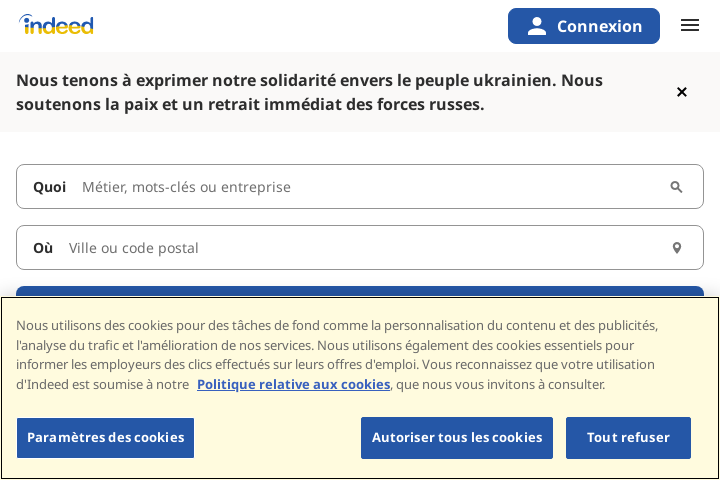 indeed
Connexion
Nous tenons à exprimer notre solidarité envers le peuple ukrainien. Nous
soutenons la paix et un retrait immédiat des forces russes.
Quoi Métier, mots-clés ou entreprise
Où Ville ou code postal
Nous utilisons des cookies pour des tâches de fond comme la personnalisation du contenu et des publicités,
l'analyse du trafic et l'amélioration de nos services. Nous utilisons également des cookies essentiels pour
informer les employeurs des clics effectués sur leurs offres d'emploi. Vous reconnaissez que votre utilisation
d'Indeed est soumise à notre Politique relative aux cookies, que nous vous invitons à consulter.
Paramètres des cookies
Autoriser tous les cookies
Tout refuser